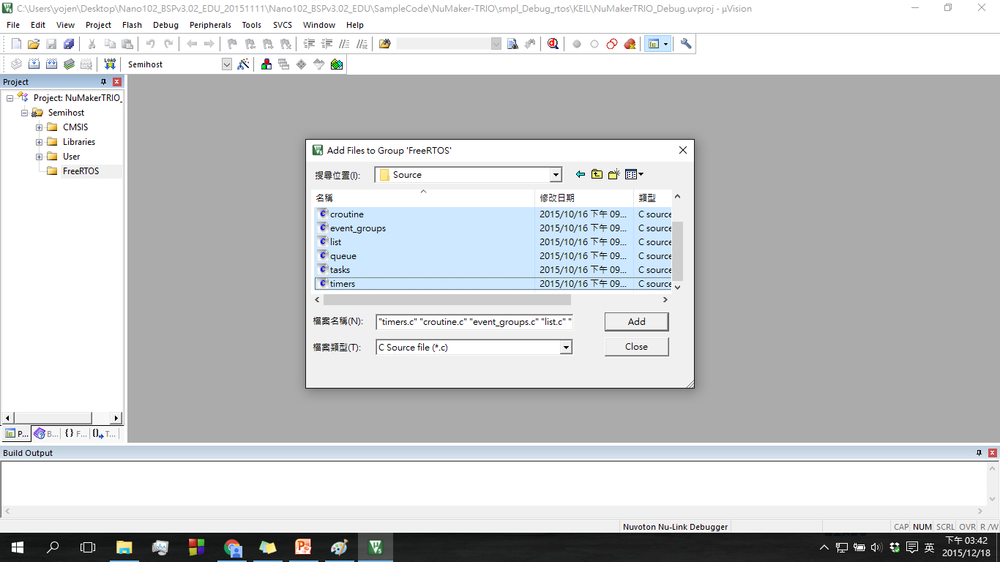 C:\Users\yojen\Desktop\Nano102_BSPv3.02_EDU_20151111\Nano102_BSPv3.02_EDU\SampleCode\NuMaker-TRIO\smpl_Debug_rtos\KEIL\NuMakerTRIO_Debug.uvproj - µVision
File Edit View Project Flash Debug Peripherals Tools SVCS Window Help
LOAD Semihost
Project
Project: NuMakerTRIO_
Semihost
CMSIS
Libraries
User
FreeRTOS
Add Files to Group 'FreeRTOS'
搜尋位置(I): Source
名稱 修改日期 類型
croutine 2015/10/16 下午 09... C source
event_groups 2015/10/16 下午 09... C source
list 2015/10/16 下午 09... C source
queue 2015/10/16 下午 09... C source
tasks 2015/10/16 下午 09... C source
timers 2015/10/16 下午 09... C source
檔案名稱(N): "timers.c" "croutine.c" "event_groups.c" "list.c" " Add
檔案類型(T): C Source file (*.c) Close
P... B... {} F... T...
Build Output
Nuvoton Nu-Link Debugger CAP NUM SCRL OVR R /W
英 下午 03:42
2015/12/18